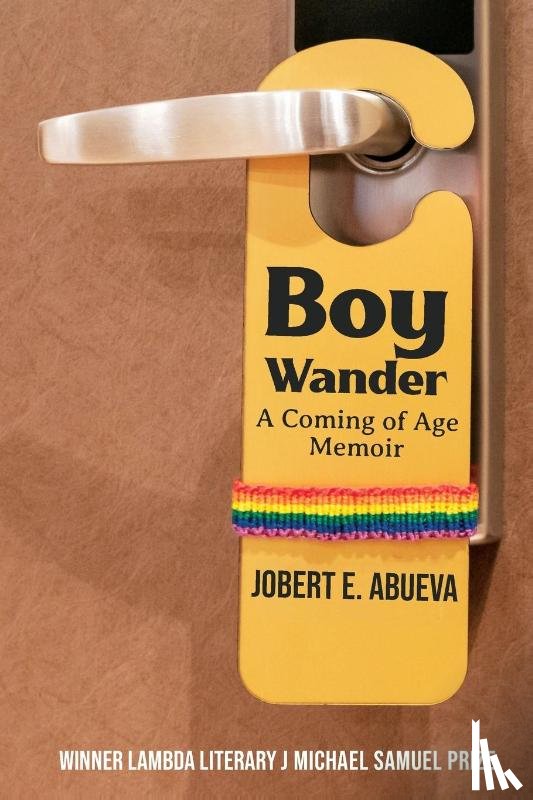 Boy
Wander
A Coming of Age
Memoir
JOBERT E. ABUEVA
WINNER LAMBDA LITERARY J MICHAEL SAMUEL PRIZE